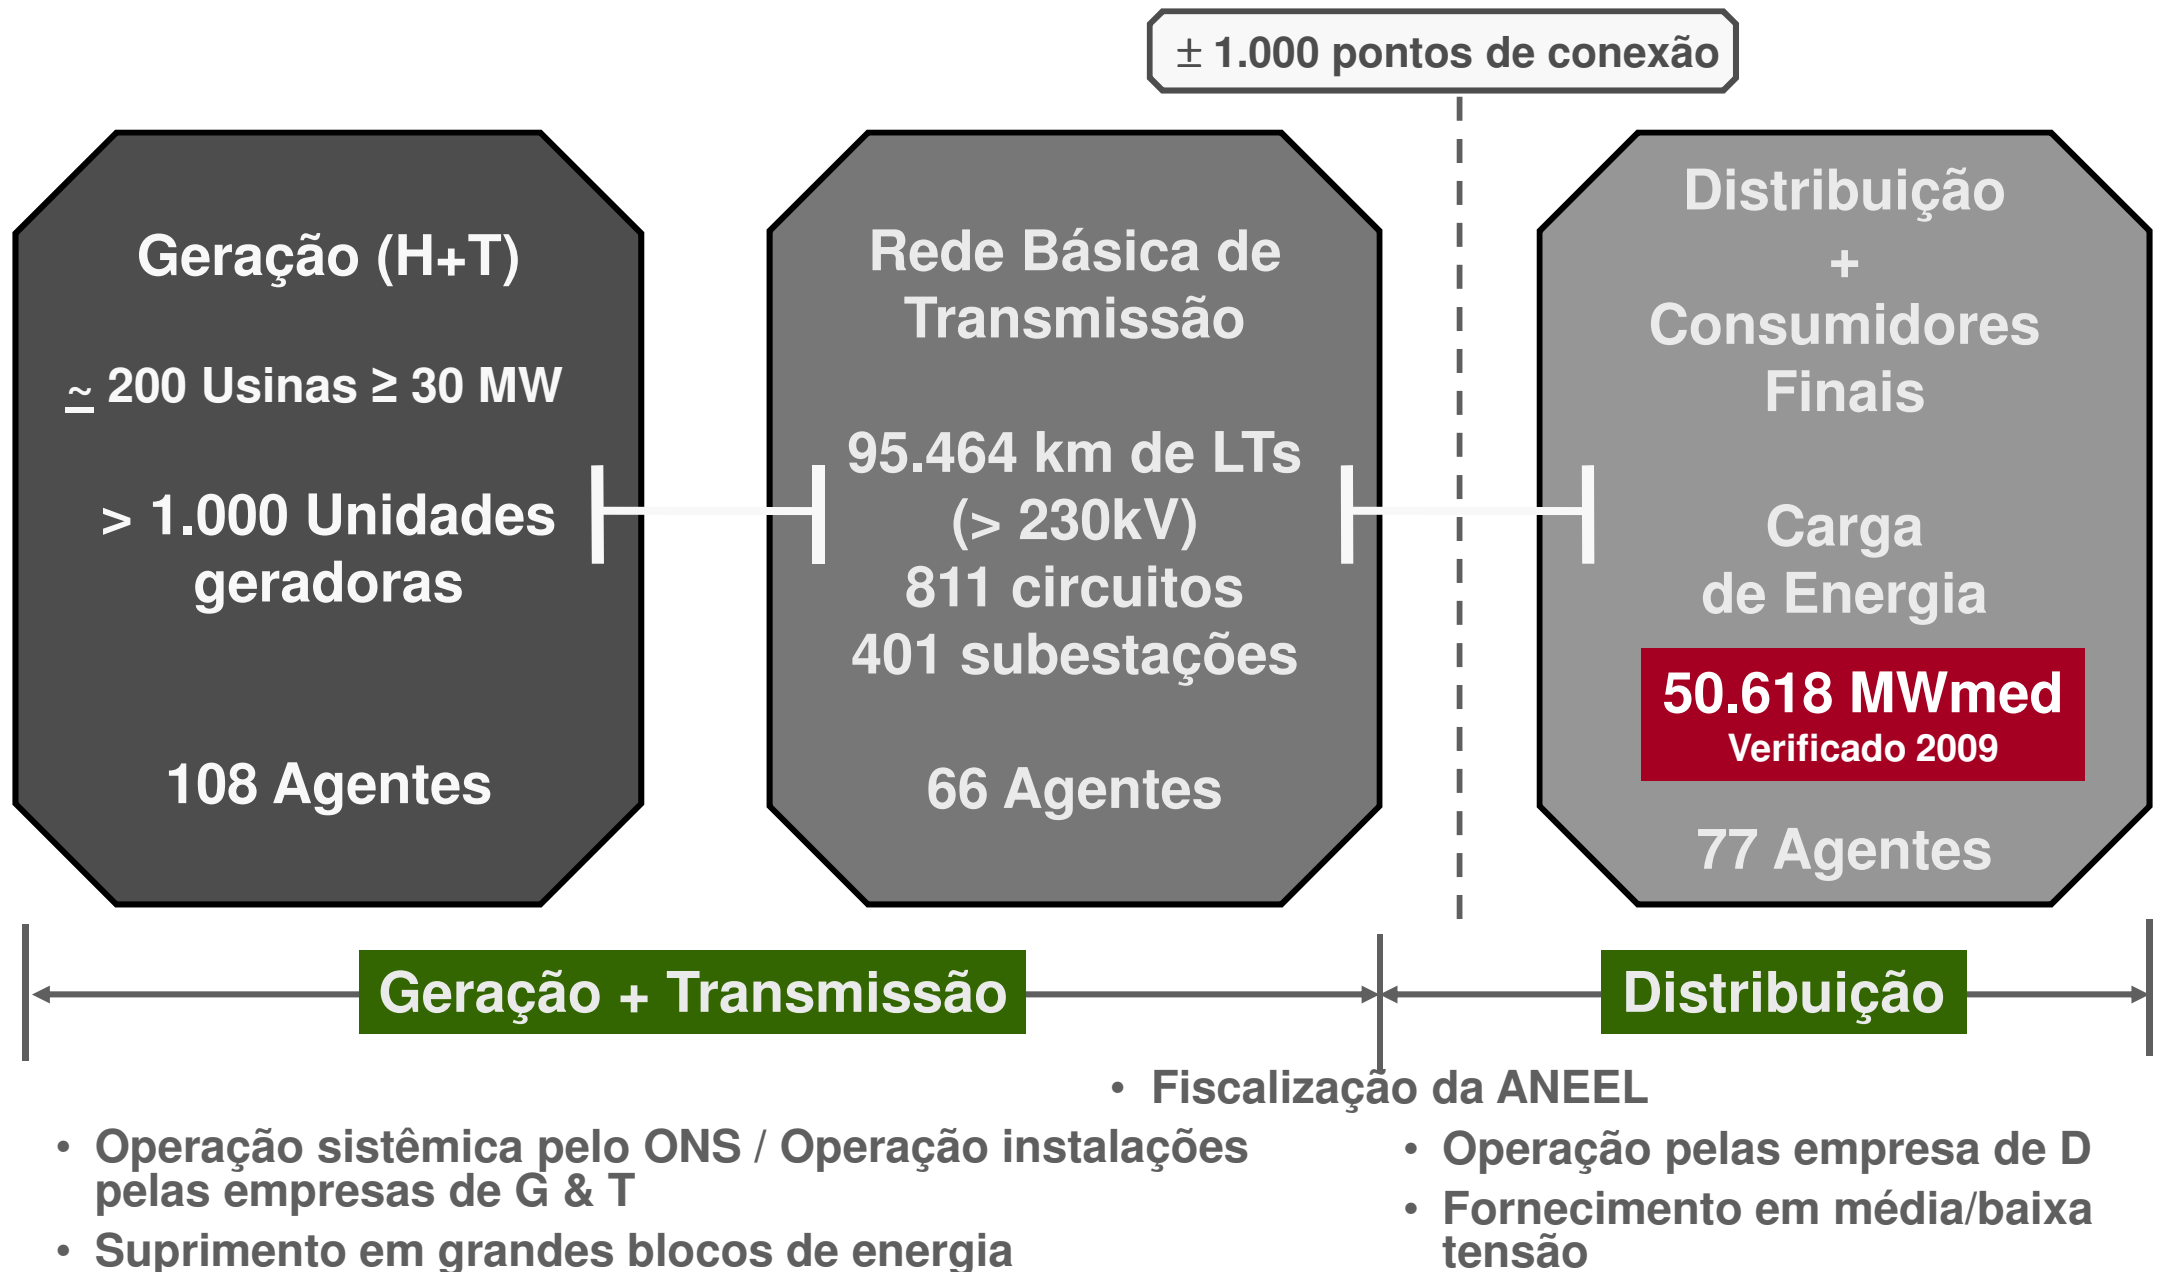 ± 1.000 pontos de conexão
Geração (H+T)
~ 200 Usinas ≥ 30 MW
> 1.000 Unidades
geradoras
108 Agentes
Rede Básica de
Transmissão
95.464 km de LTs
(> 230kV)
811 circuitos
401 subestações
66 Agentes
Distribuição
+
Consumidores
Finais
Carga
de Energia
50.618 MWmed
Verificado 2009
77 Agentes
Geração + Transmissão
Distribuição
• Fiscalização da ANEEL
• Operação sistêmica pelo ONS / Operação instalações
pelas empresas de G & T
• Suprimento em grandes blocos de energia
• Operação pelas empresa de D
• Fornecimento em média/baixa
tensão